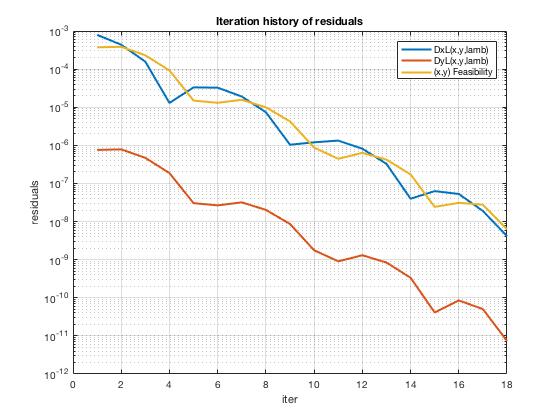 Iteration history of residuals
DxL(x,y,lamb)
DyL(x,y,lamb)
(x,y) Feasibility
residuals
10-3
10-4
10-5
10-6
10-7
10-8
10-9
10-10
10-11
10-12
0 2 4 6 8 10 12 14 16 18
iter